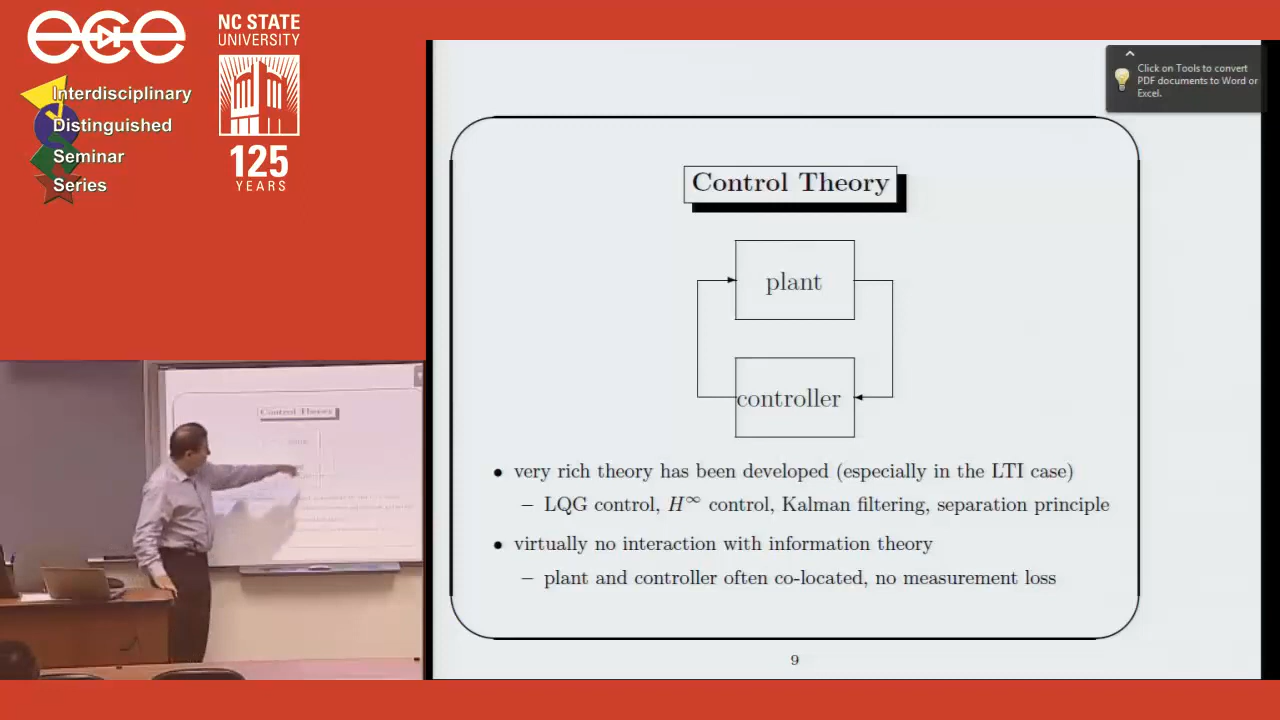 ece
NC STATE
UNIVERSITY
125
YEARS
Interdisciplinary
Distinguished
Seminar
Series
Click on Tools to convert
PDF documents to Word or
Excel.
Control Theory
plant
controller
• very rich theory has been developed (especially in the LTI case)
– LQG control, H∞ control, Kalman filtering, separation principle
• virtually no interaction with information theory
– plant and controller often co-located, no measurement loss
9
Control Theory